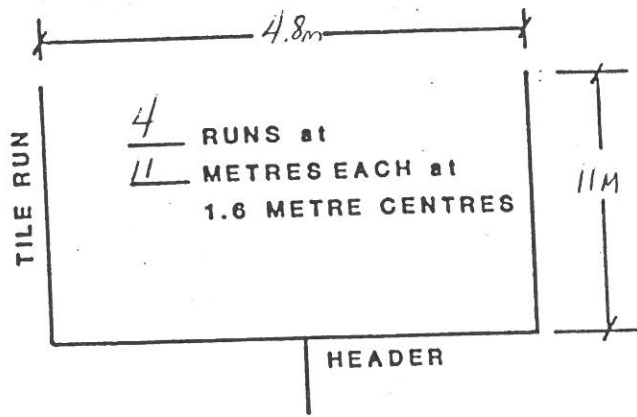 4.8m
4 RUNS at
11 METRES EACH at
1.6 METRE CENTRES
TILE RUN
11M
HEADER